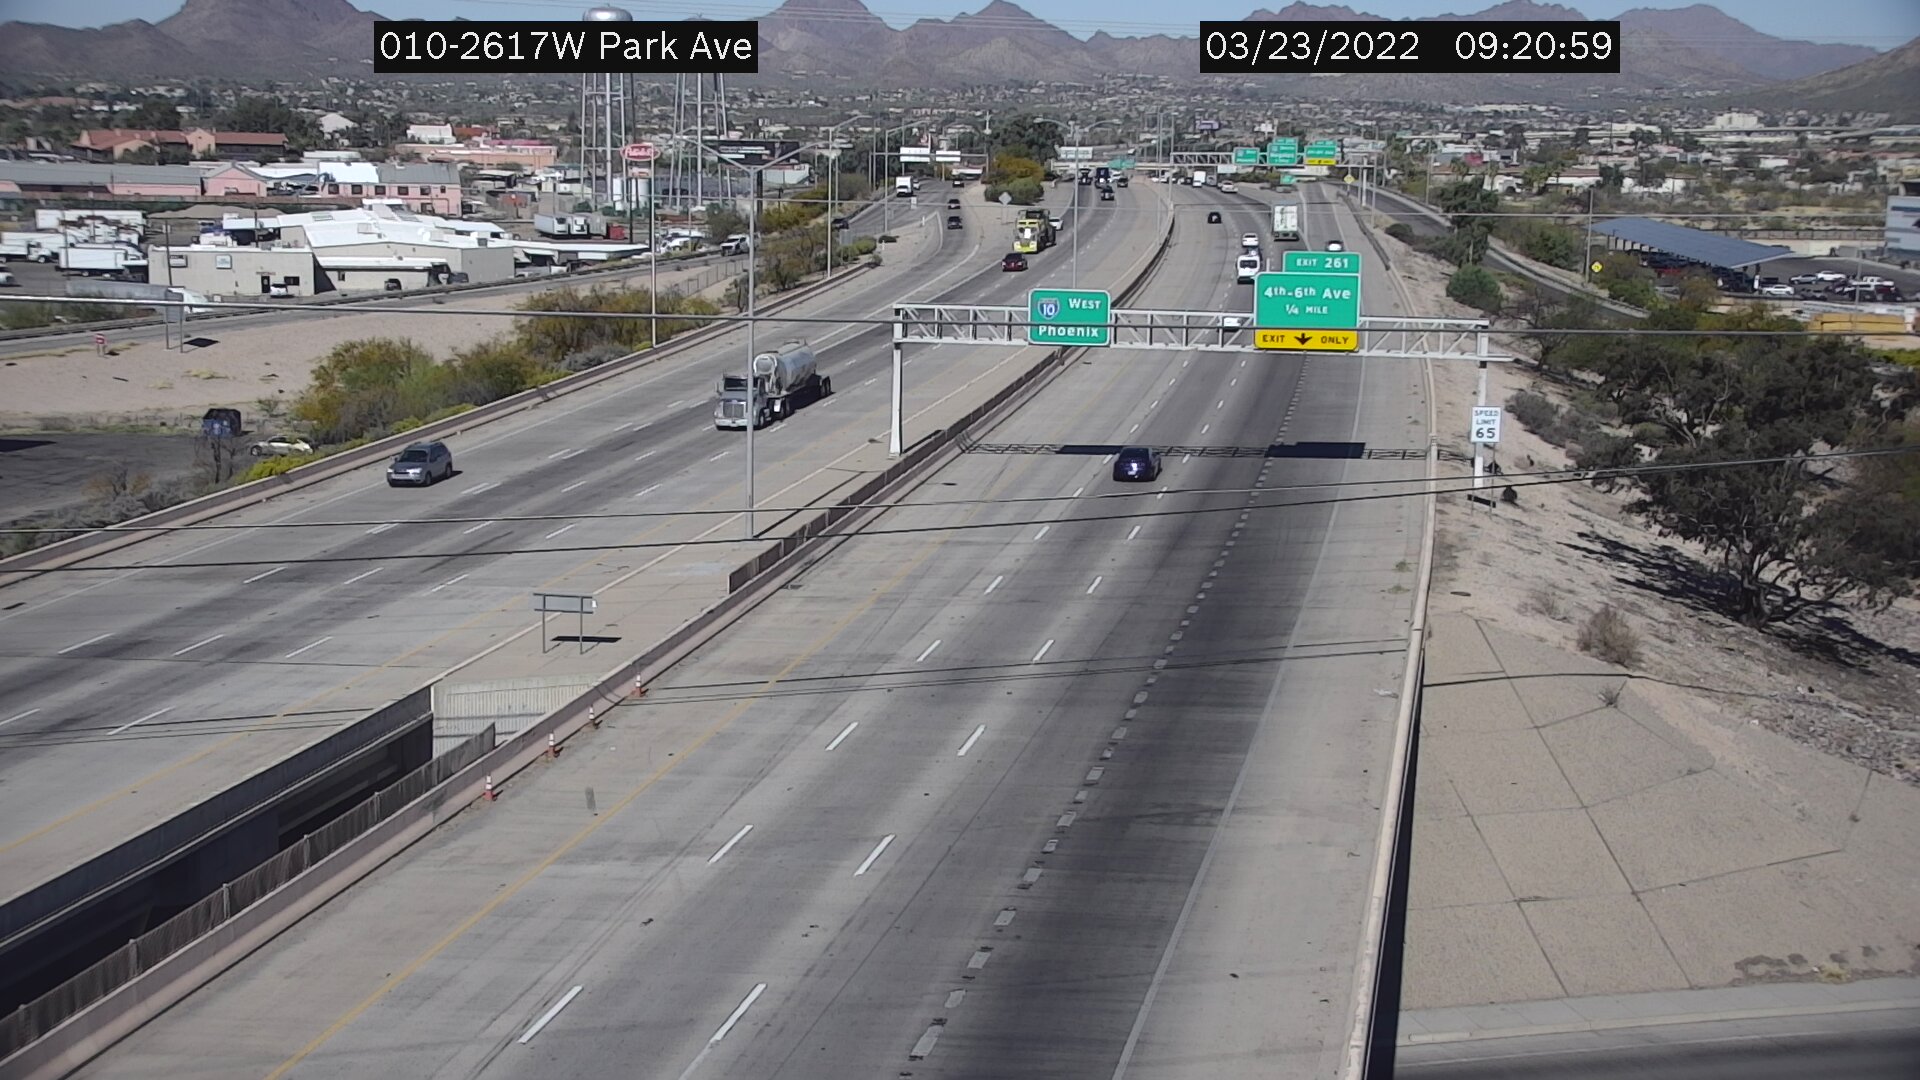 010-2617W Park Ave
03/23/2022 09:20:59
EXIT 261
10 WEST
Phoenix
4th-6th Ave
1/4 MILE
EXIT ONLY
SPEED
LIMIT
65